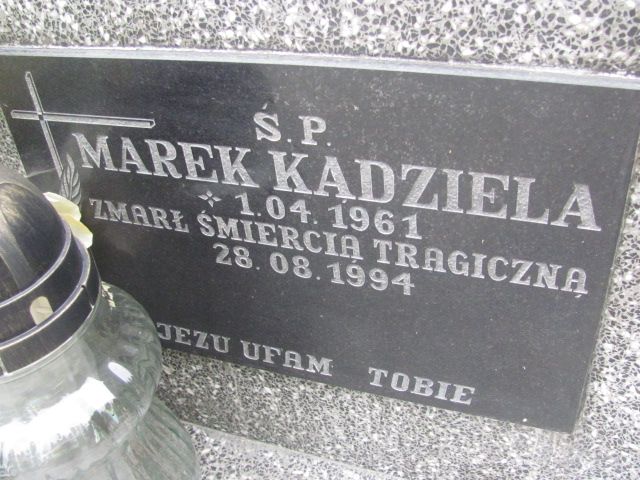 Ś.P.
MAREK KĄDZIELA
1.04.1961
ZMARŁ ŚMIERCIĄ TRAGICZNĄ
28.08.1994
JEZU UFAM TOBIE